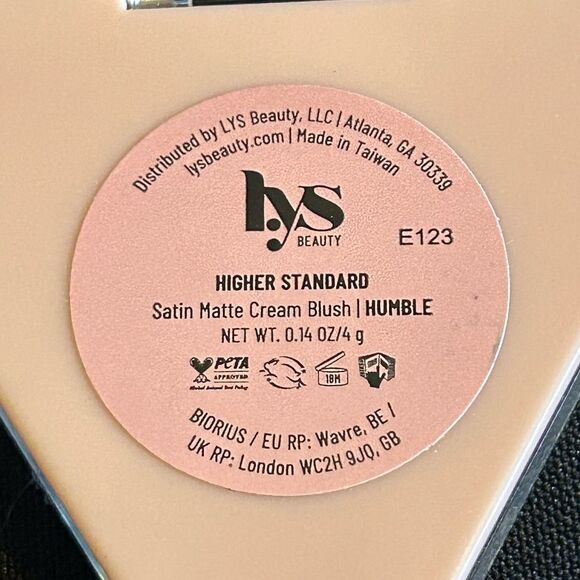 Distributed by LYS Beauty, LLC | Atlanta, GA 30339
lysbeauty.com | Made in Taiwan
lys
BEAUTY
E123
HIGHER STANDARD
Satin Matte Cream Blush | HUMBLE
NET WT. 0.14 OZ/4 g
PETA
APPROVED
18M
BIORIUS / EU RP: Wavre, BE /
UK RP: London WC2H 9JQ, GB